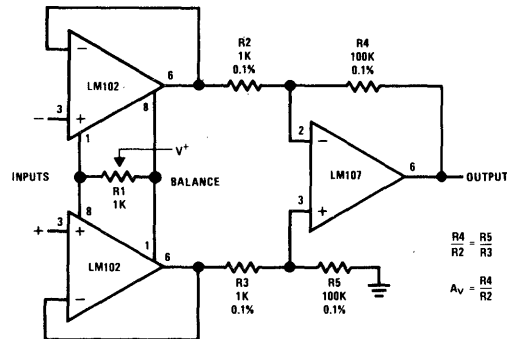 R2
1K
0.1%
R4
100K
0.1%
−
6
LM102
8
− 3
+
1
V+
2
−
INPUTS
R1
1K
BALANCE
LM107
6
OUTPUT
3
+
8
+ 3
+
1
6
LM102
−
R3
1K
0.1%
R5
100K
0.1%
R4/R2 = R5/R3
AV = R4/R2